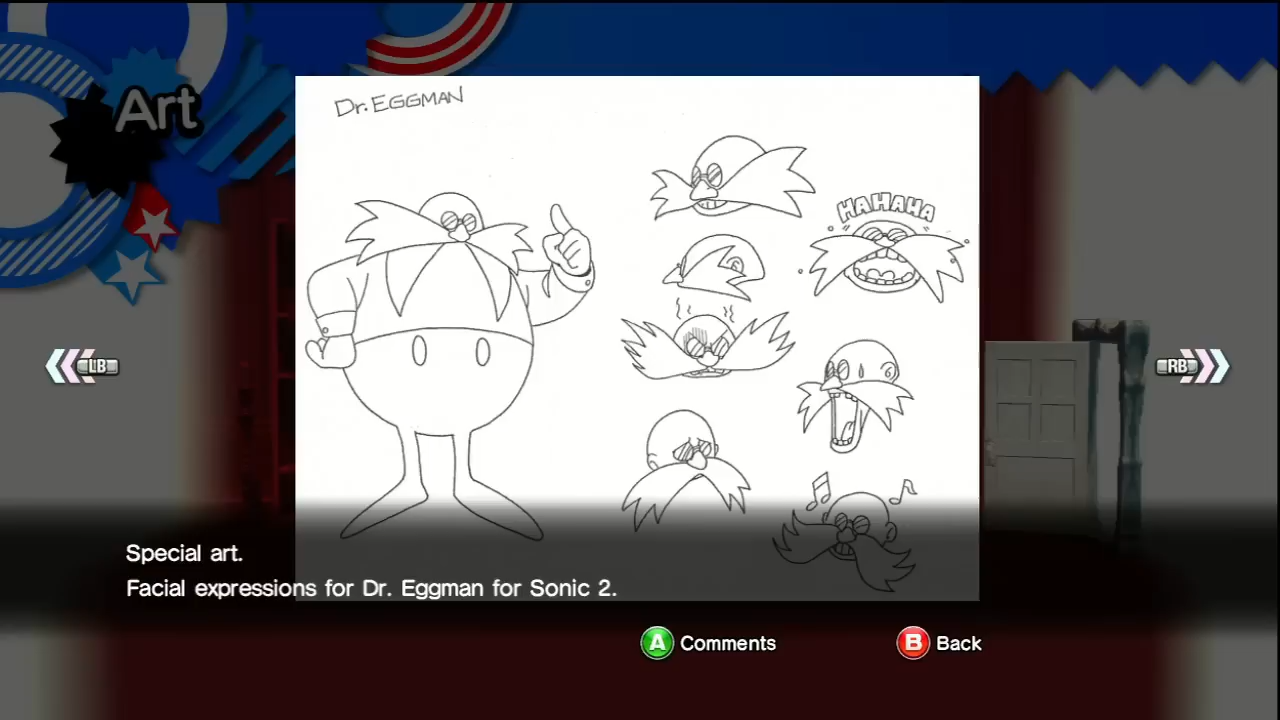 Art
Dr. EGGMAN
HAHAHA
LB
RB
Special art.
Facial expressions for Dr. Eggman for Sonic 2.
A Comments
B Back